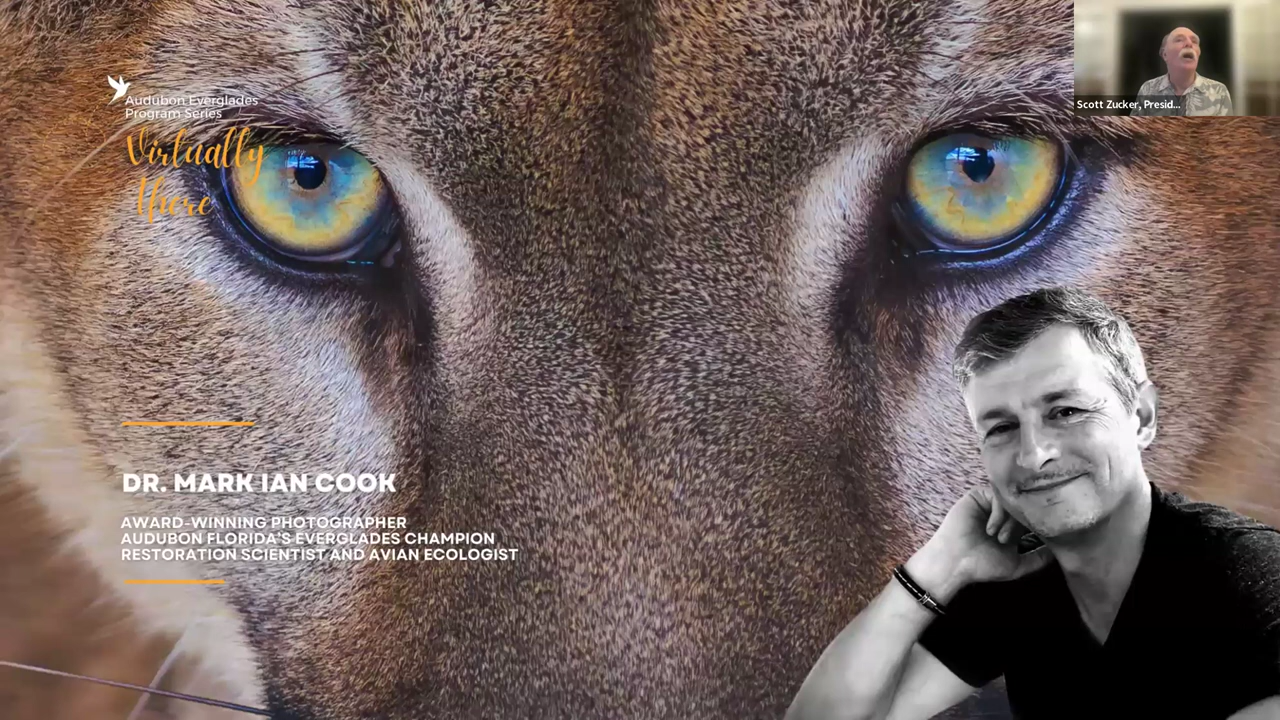 Audubon Everglades
Program Series
Virtually
There
Scott Zucker, Presid...
DR. MARK IAN COOK
AWARD-WINNING PHOTOGRAPHER
AUDUBON FLORIDA'S EVERGLADES CHAMPION
RESTORATION SCIENTIST AND AVIAN ECOLOGIST